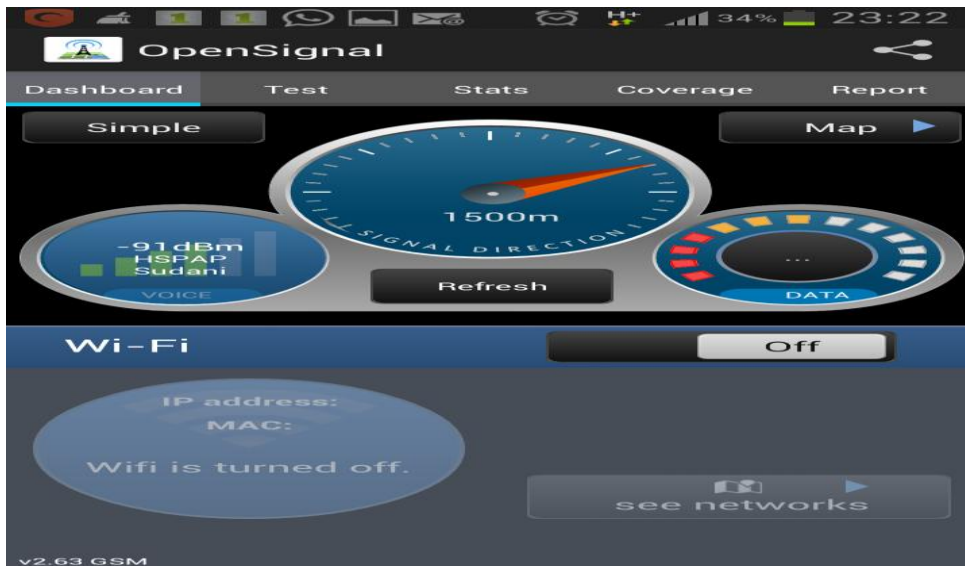 34% 23:22
OpenSignal
Dashboard Test Stats Coverage Report
Simple
Map
1500m
SIGNAL DIRECTION
-91dBm
HSPAP
Sudani
VOICE
Refresh
...
DATA
Wi-Fi
Off
IP address:
MAC:
Wifi is turned off.
see networks
v2.63 GSM